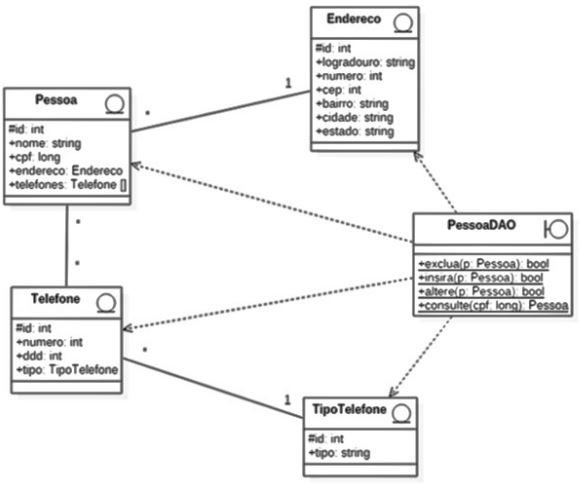 Endereco
#id: int
+logradouro: string
+numero: int
+cep: int
+bairro: string
+cidade: string
+estado: string
1
*
Pessoa
#id: int
+nome: string
+cpf: long
+endereco: Endereco
+telefones: Telefone []
*
*
PessoaDAO
+exclua(p: Pessoa): bool
+insira(p: Pessoa): bool
+altere(p: Pessoa): bool
+consulte(cpf: long): Pessoa
Telefone
#id: int
+numero: int
+ddd: int
+tipo: TipoTelefone
*
1
TipoTelefone
#id: int
+tipo: string